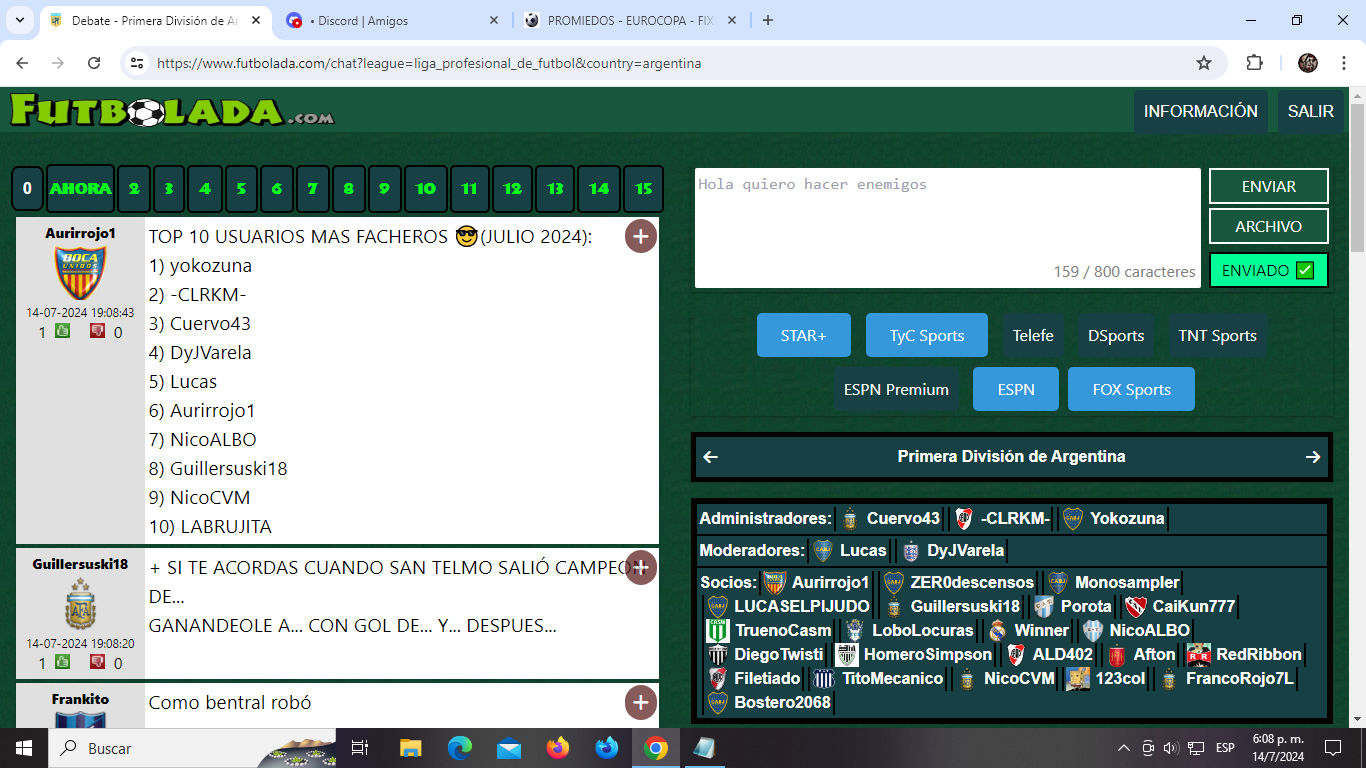 Debate - Primera División de Ar
• Discord | Amigos
PROMIEDOS - EUROCOPA - FIX
https://www.futbolada.com/chat?league=liga_profesional_de_futbol&country=argentina
FUTBOLADA.COM
INFORMACIÓN
SALIR
0 AHORA 2 3 4 5 6 7 8 9 10 11 12 13 14 15
Aurirrojo1
BOCA
UNIDOS
14-07-2024 19:08:43
1 0
TOP 10 USUARIOS MAS FACHEROS 😎(JULIO 2024):
1) yokozuna
2) -CLRKM-
3) Cuervo43
4) DyJVarela
5) Lucas
6) Aurirrojo1
7) NicoALBO
8) Guillersuski18
9) NicoCVM
10) LABRUJITA
Guillersuski18
AFA
14-07-2024 19:08:20
1 0
+ SI TE ACORDAS CUANDO SAN TELMO SALIÓ CAMPEON
DE...
GANANDEOLE A... CON GOL DE... Y... DESPUES...
Frankito
Como bentral robó
Hola quiero hacer enemigos
159 / 800 caracteres
ENVIAR
ARCHIVO
ENVIADO ✅
STAR+ TyC Sports Telefe DSports TNT Sports
ESPN Premium ESPN FOX Sports
← Primera División de Argentina →
Administradores: Cuervo43 -CLRKM- Yokozuna
Moderadores: Lucas DyJVarela
Socios: Aurirrojo1 ZER0descensos Monosampler
LUCASELPIJUDO Guillersuski18 Porota CaiKun777
TruenoCasm LoboLocuras Winner NicoALBO
DiegoTwisti HomeroSimpson ALD402 Afton RedRibbon
Filetiado TitoMecanico NicoCVM 123col FrancoRojo7L
Bostero2068
Buscar
ESP
6:08 p. m.
14/7/2024